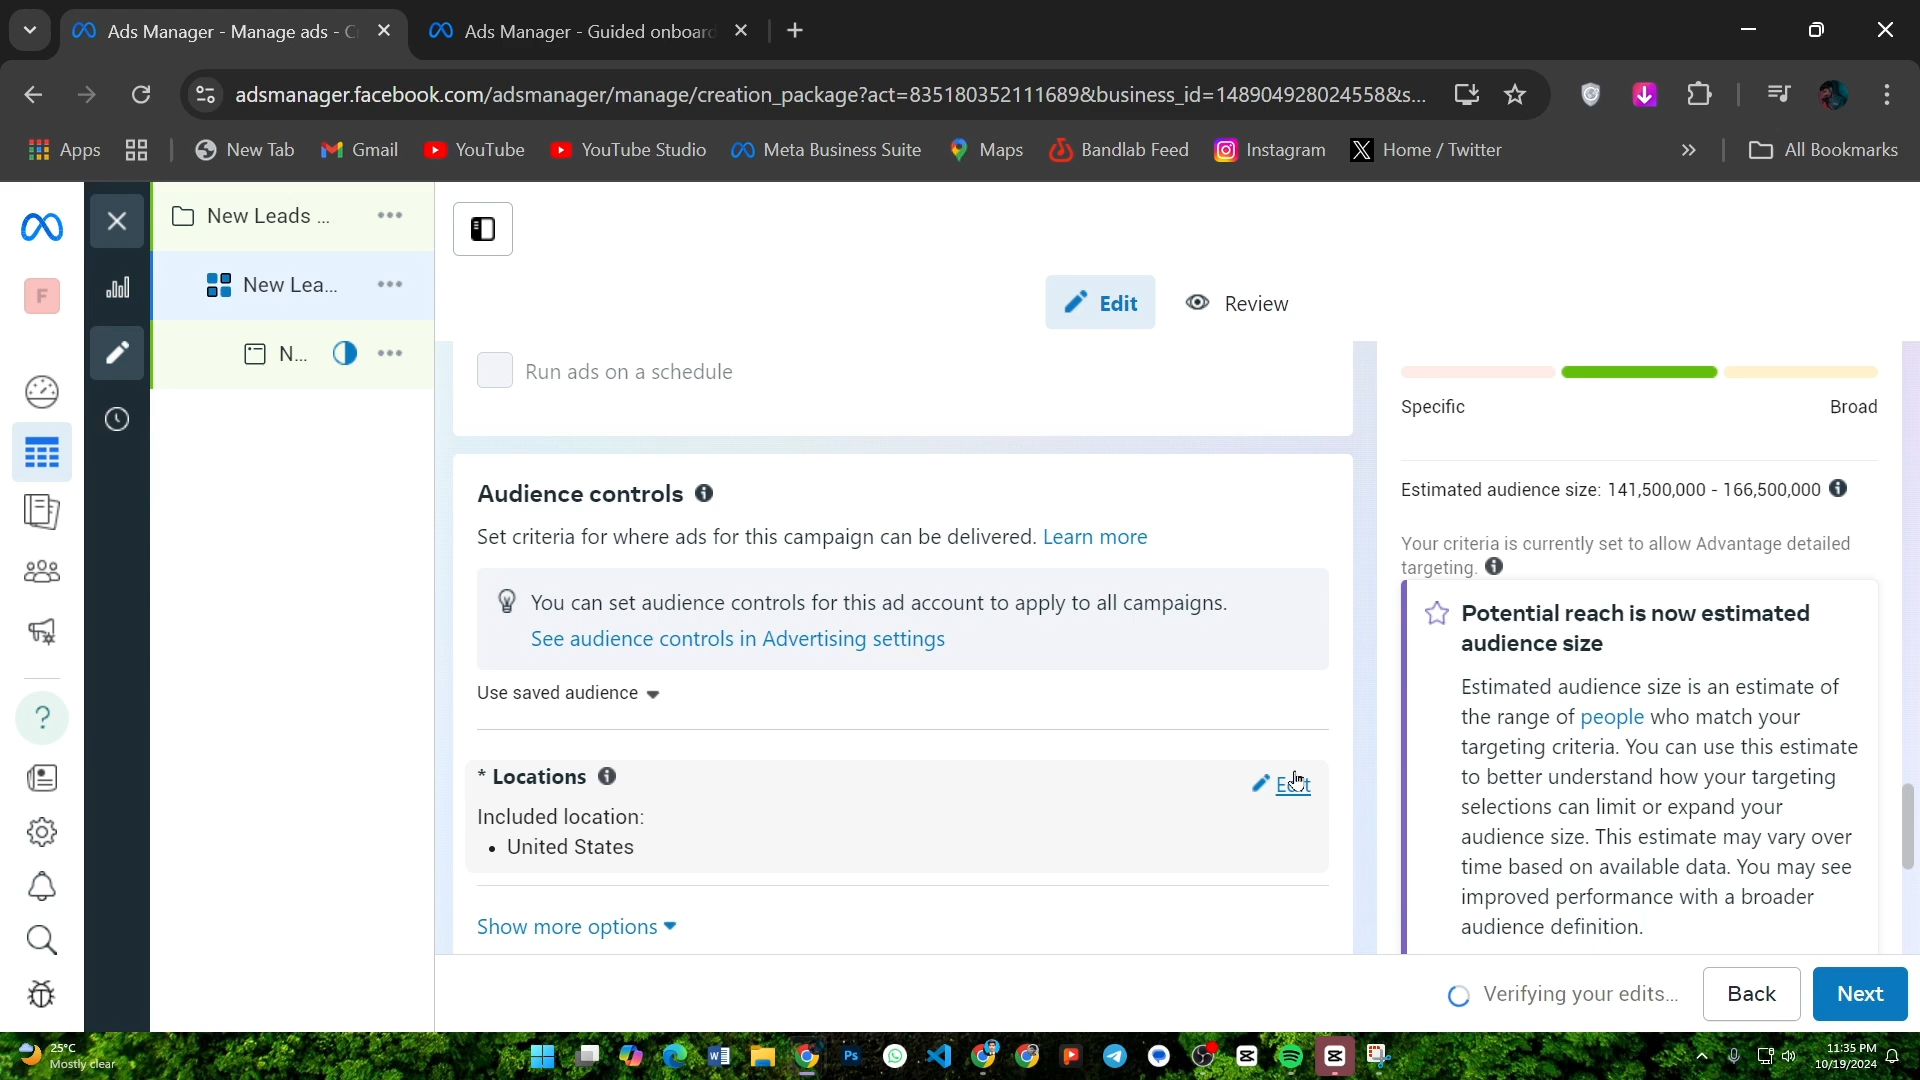 Ads Manager - Manage ads - C
Ads Manager - Guided onboard
adsmanager.facebook.com/adsmanager/manage/creation_package?act=835180352111689&business_id=148904928024558&s...
Apps
New Tab
Gmail
YouTube
YouTube Studio
Meta Business Suite
Maps
Bandlab Feed
Instagram
Home / Twitter
All Bookmarks
New Leads ...
New Lea...
N...
F
Edit
Review
Run ads on a schedule
Specific
Broad
Audience controls
Set criteria for where ads for this campaign can be delivered. Learn more
You can set audience controls for this ad account to apply to all campaigns.
See audience controls in Advertising settings
Use saved audience
* Locations
Edit
Included location:
• United States
Show more options
Estimated audience size: 141,500,000 - 166,500,000
Your criteria is currently set to allow Advantage detailed
targeting.
Potential reach is now estimated
audience size
Estimated audience size is an estimate of
the range of people who match your
targeting criteria. You can use this estimate
to better understand how your targeting
selections can limit or expand your
audience size. This estimate may vary over
time based on available data. You may see
improved performance with a broader
audience definition.
Verifying your edits...
Back
Next
25°C
Mostly clear
11:35 PM
10/19/2024